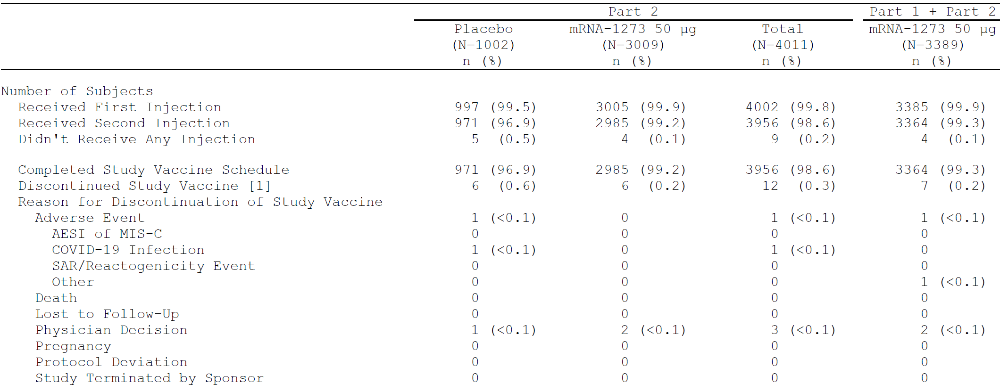 Part 2 Part 1 + Part 2
Placebo mRNA-1273 50 µg Total mRNA-1273 50 µg
(N=1002) (N=3009) (N=4011) (N=3389)
n (%) n (%) n (%) n (%)
Number of Subjects
Received First Injection 997 (99.5) 3005 (99.9) 4002 (99.8) 3385 (99.9)
Received Second Injection 971 (96.9) 2985 (99.2) 3956 (98.6) 3364 (99.3)
Didn't Receive Any Injection 5 (0.5) 4 (0.1) 9 (0.2) 4 (0.1)
Completed Study Vaccine Schedule 971 (96.9) 2985 (99.2) 3956 (98.6) 3364 (99.3)
Discontinued Study Vaccine [1] 6 (0.6) 6 (0.2) 12 (0.3) 7 (0.2)
Reason for Discontinuation of Study Vaccine
Adverse Event 1 (<0.1) 0 1 (<0.1) 1 (<0.1)
AESI of MIS-C 0 0 0 0
COVID-19 Infection 1 (<0.1) 0 1 (<0.1) 0
SAR/Reactogenicity Event 0 0 0 0
Other 0 0 0 1 (<0.1)
Death 0 0 0 0
Lost to Follow-Up 0 0 0 0
Physician Decision 1 (<0.1) 2 (<0.1) 3 (<0.1) 2 (<0.1)
Pregnancy 0 0 0 0
Protocol Deviation 0 0 0 0
Study Terminated by Sponsor 0 0 0 0